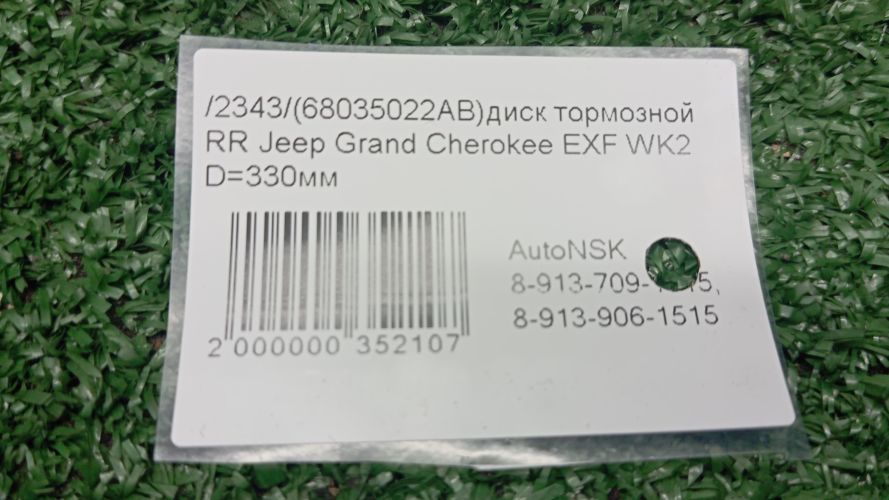 /2343/(68035022AB)диск тормозной
RR Jeep Grand Cherokee EXF WK2
D=330мм
AutoNSK
8-913-709-
8-913-906-1515
2 000000 352107